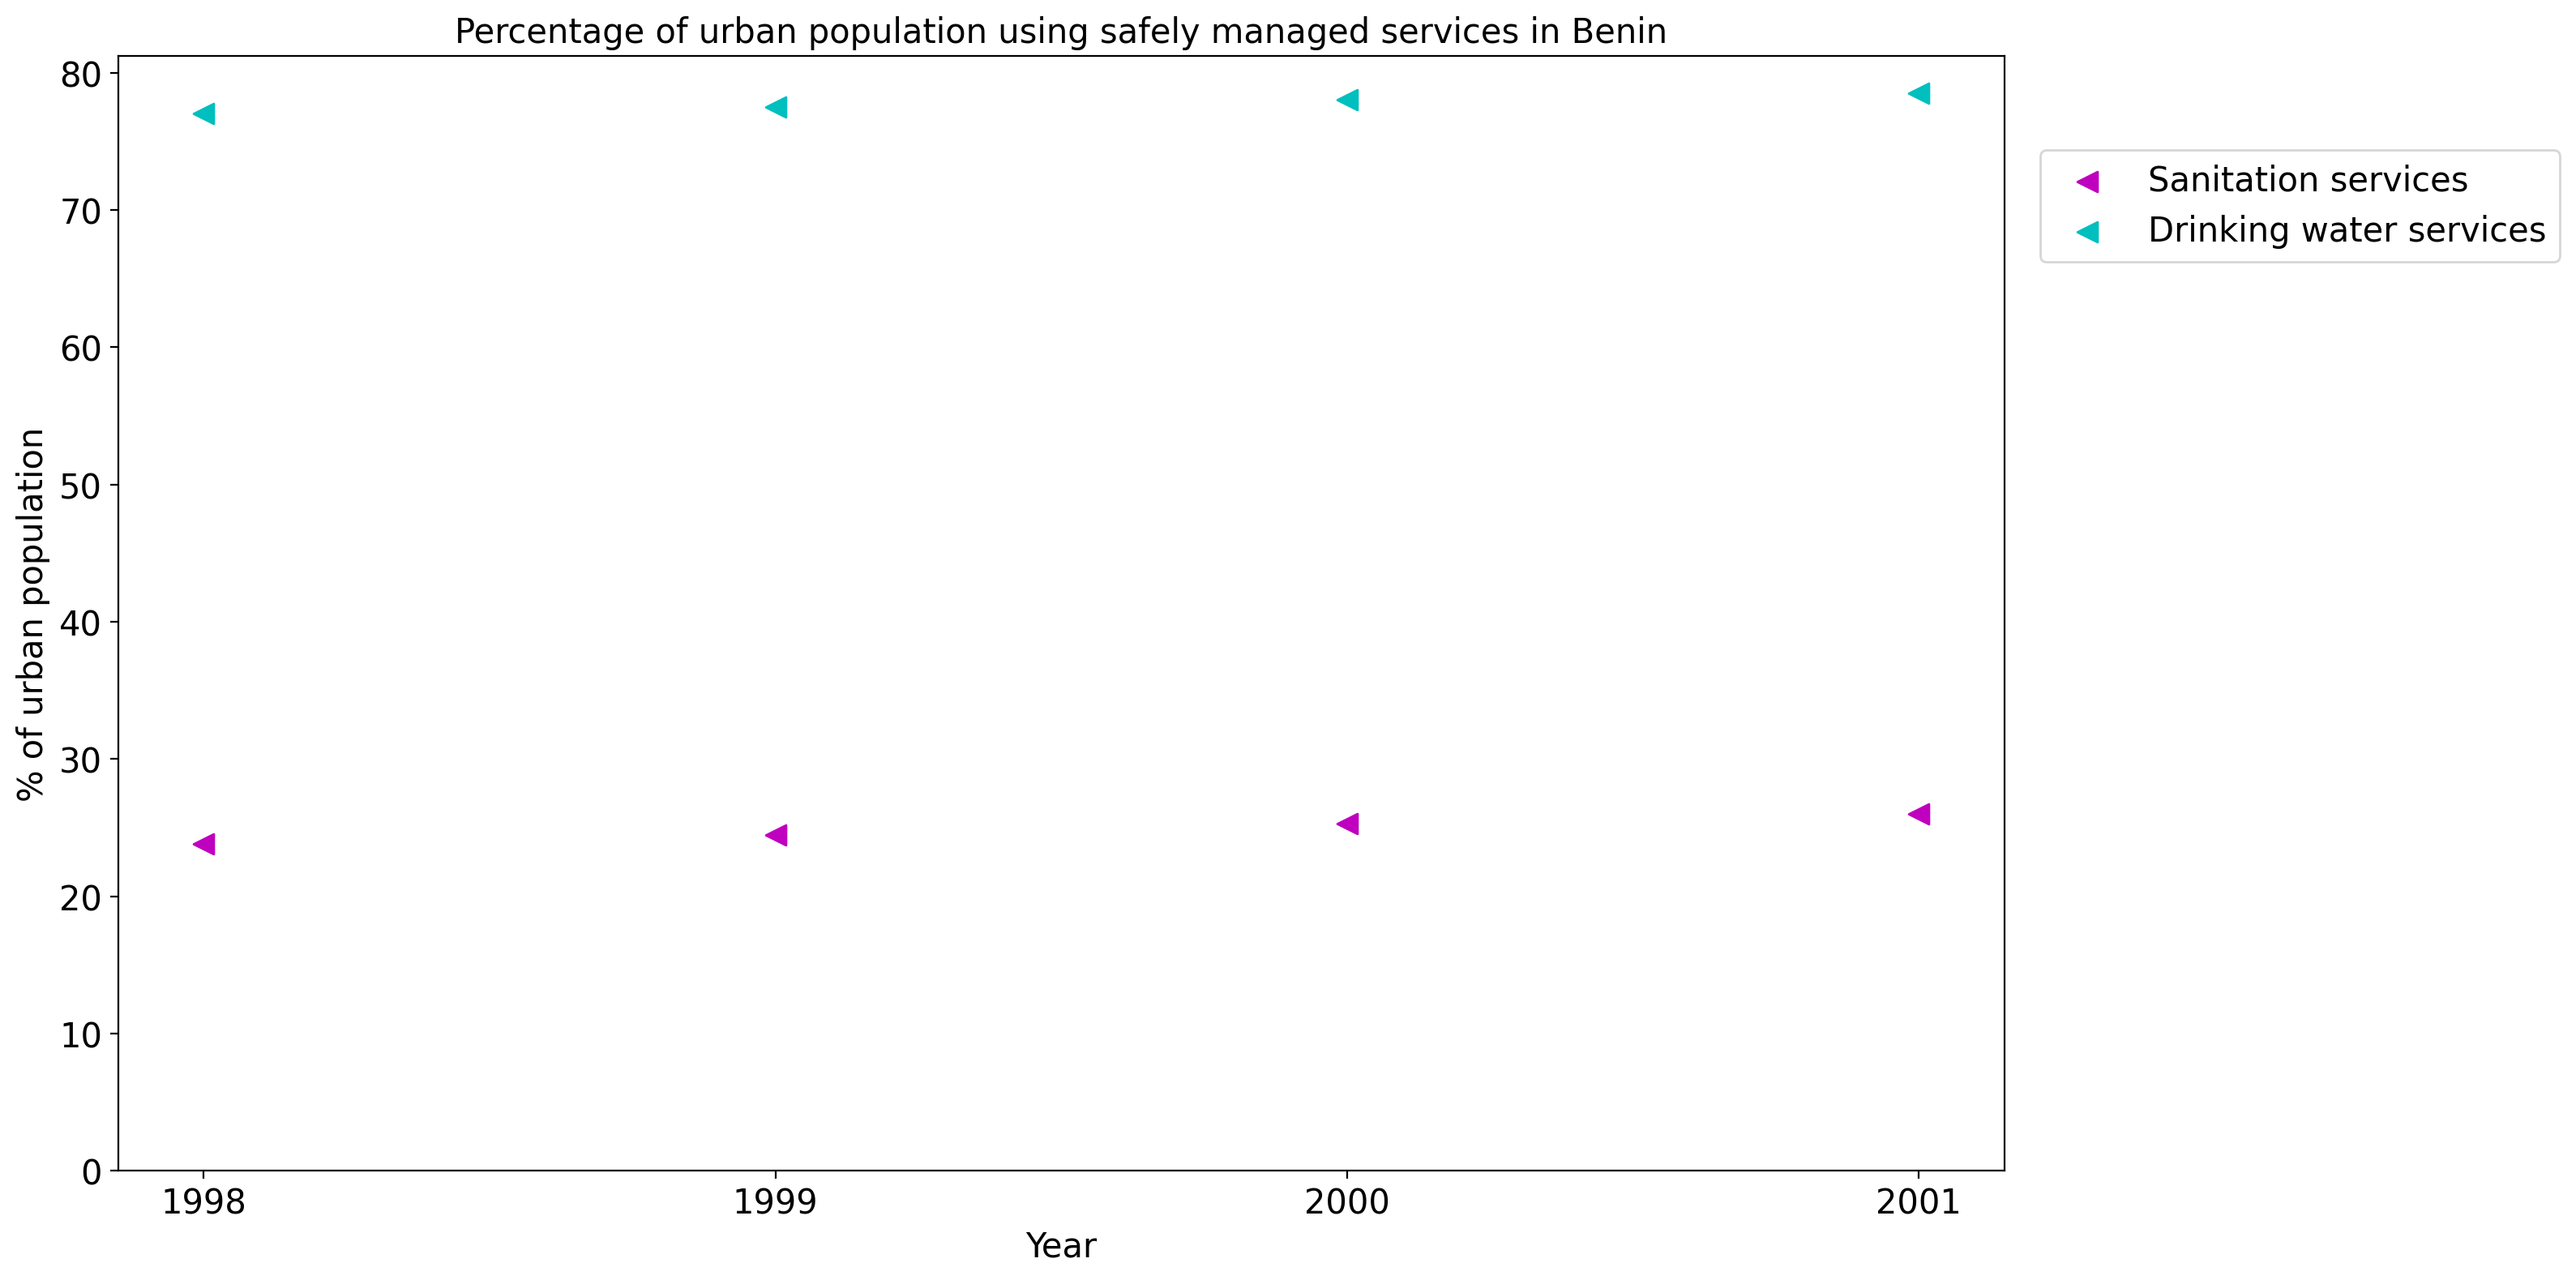 Percentage of urban population using safely managed services in Benin
80
70
60
50
40
30
20
10
0
% of urban population
1998 1999 2000 2001
Year
Sanitation services
Drinking water services